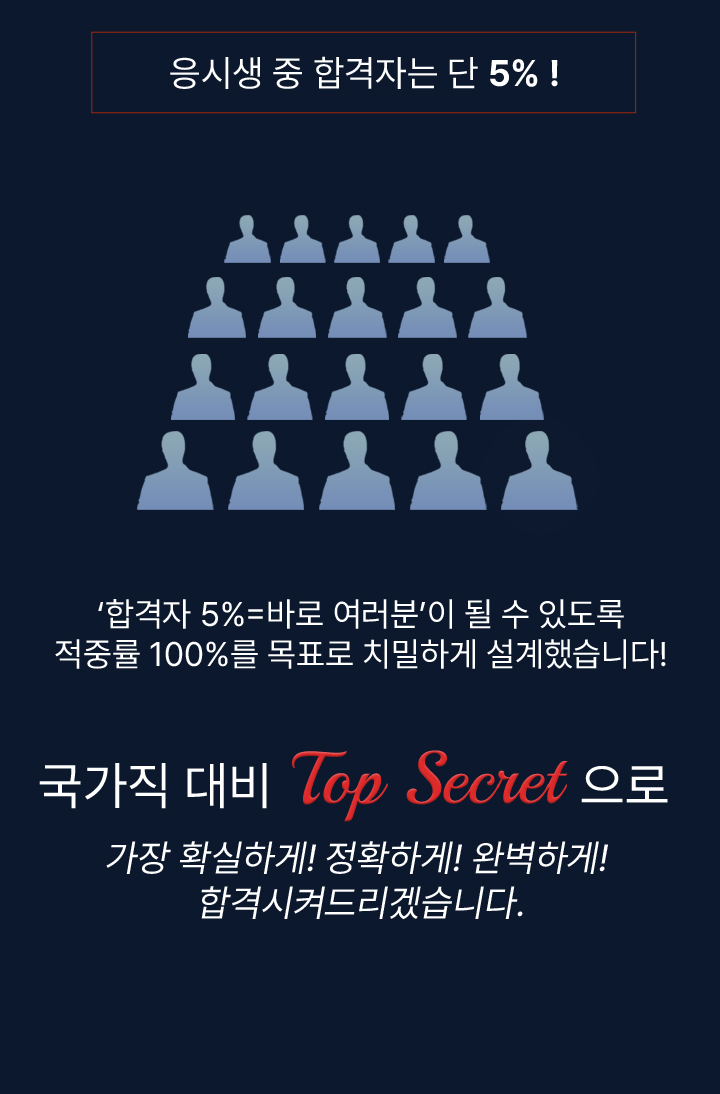 응시생 중 합격자는 단 5% !
‘합격자 5%=바로 여러분’이 될 수 있도록
적중률 100%를 목표로 치밀하게 설계했습니다!
국가직 대비 Top Secret 으로
가장 확실하게! 정확하게! 완벽하게!
합격시켜드리겠습니다.